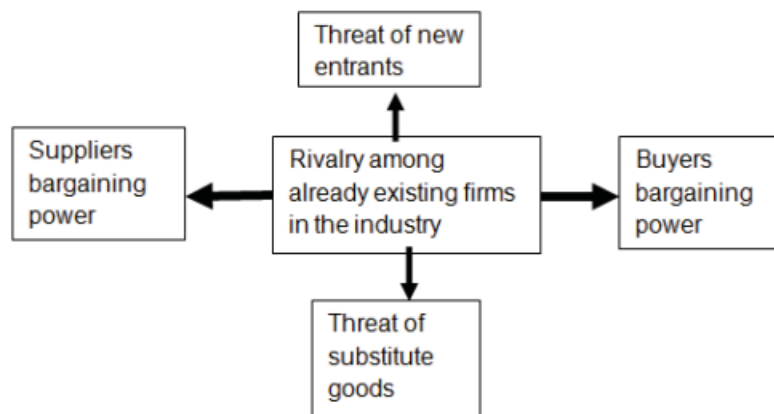 Threat of new
entrants
Suppliers
bargaining
power
Rivalry among
already existing firms
in the industry
Buyers
bargaining
power
Threat of
substitute
goods